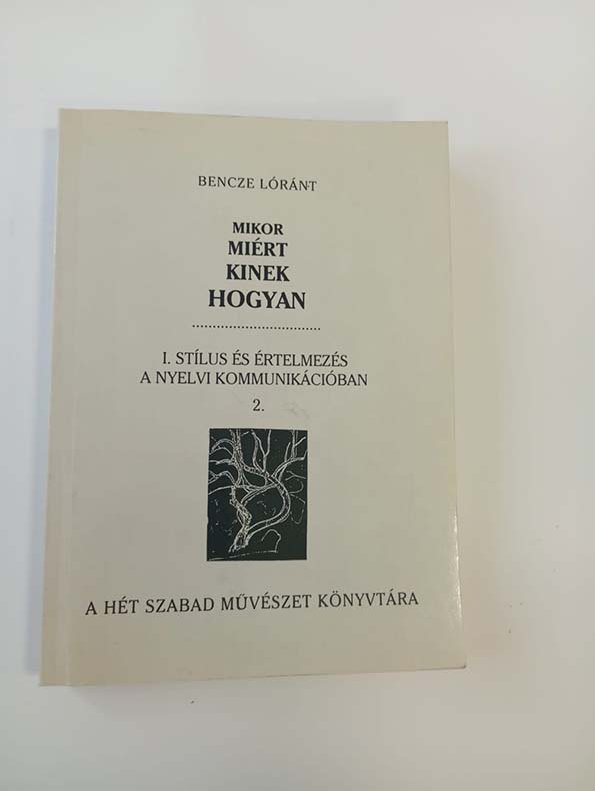 BENCZE LÓRÁNT
MIKOR
MIÉRT
KINEK
HOGYAN
I. STÍLUS ÉS ÉRTELMEZÉS
A NYELVI KOMMUNIKÁCIÓBAN
2.
A HÉT SZABAD MŰVÉSZET KÖNYVTÁRA